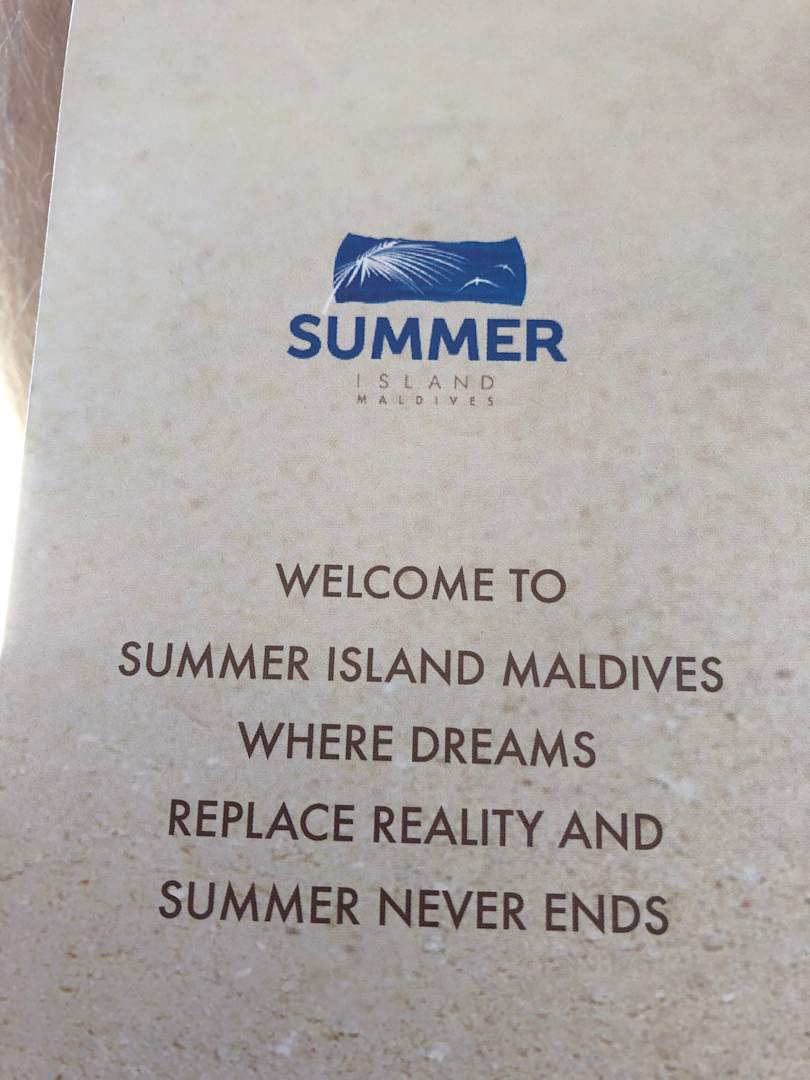 SUMMER
ISLAND
MALDIVES
WELCOME TO
SUMMER ISLAND MALDIVES
WHERE DREAMS
REPLACE REALITY AND
SUMMER NEVER ENDS